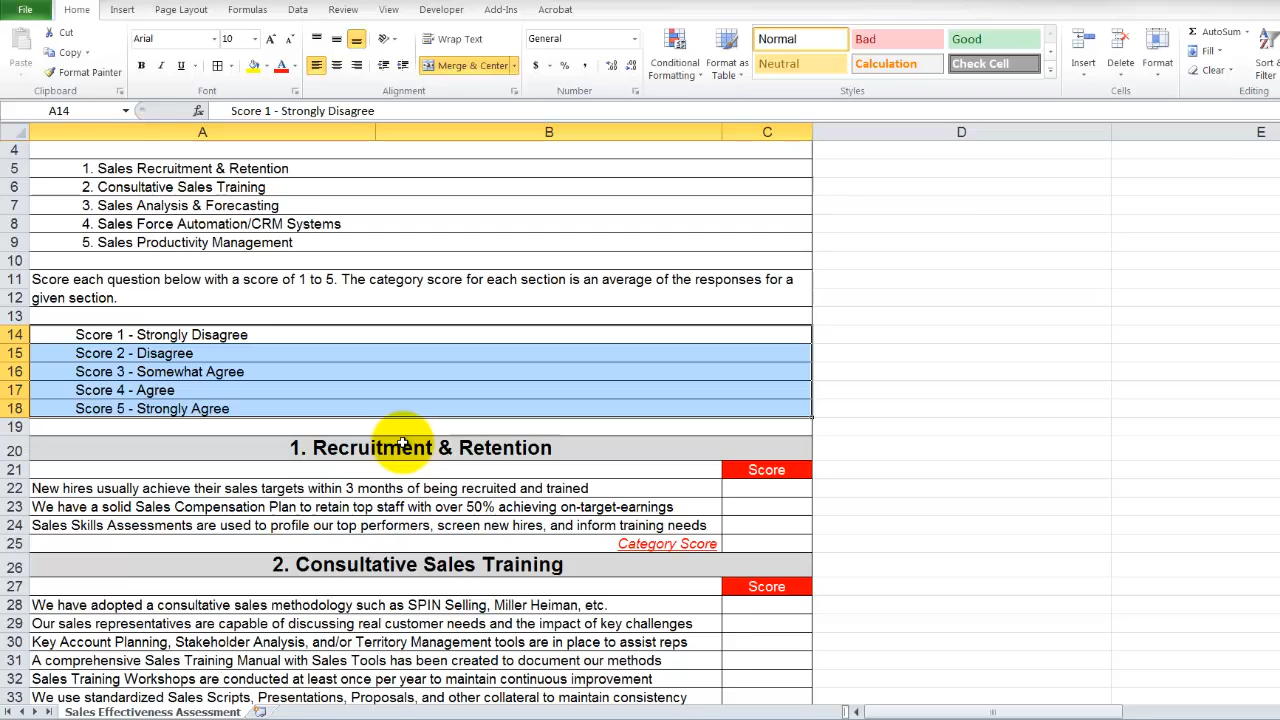 File Home Insert Page Layout Formulas Data Review View Developer Add-Ins Acrobat
Paste
Cut
Copy
Format Painter
Clipboard
Arial 10
Font
Wrap Text
Merge & Center
Alignment
General
Number
Conditional Formatting
Format as Table
Normal Bad Good
Neutral Calculation Check Cell
Styles
Insert Delete Format
Cells
AutoSum
Fill
Clear
Sort &
Filter
Editing
A14 fx Score 1 - Strongly Disagree
A B C D E
4
5 1. Sales Recruitment & Retention
6 2. Consultative Sales Training
7 3. Sales Analysis & Forecasting
8 4. Sales Force Automation/CRM Systems
9 5. Sales Productivity Management
10
11 Score each question below with a score of 1 to 5. The category score for each section is an average of the responses for a
12 given section.
13
14 Score 1 - Strongly Disagree
15 Score 2 - Disagree
16 Score 3 - Somewhat Agree
17 Score 4 - Agree
18 Score 5 - Strongly Agree
19
20 1. Recruitment & Retention
21 Score
22 New hires usually achieve their sales targets within 3 months of being recruited and trained
23 We have a solid Sales Compensation Plan to retain top staff with over 50% achieving on-target-earnings
24 Sales Skills Assessments are used to profile our top performers, screen new hires, and inform training needs
25 Category Score
26 2. Consultative Sales Training
27 Score
28 We have adopted a consultative sales methodology such as SPIN Selling, Miller Heiman, etc.
29 Our sales representatives are capable of discussing real customer needs and the impact of key challenges
30 Key Account Planning, Stakeholder Analysis, and/or Territory Management tools are in place to assist reps
31 A comprehensive Sales Training Manual with Sales Tools has been created to document our methods
32 Sales Training Workshops are conducted at least once per year to maintain continuous improvement
33 We use standardized Sales Scripts, Presentations, Proposals, and other collateral to maintain consistency
Sales Effectiveness Assessment